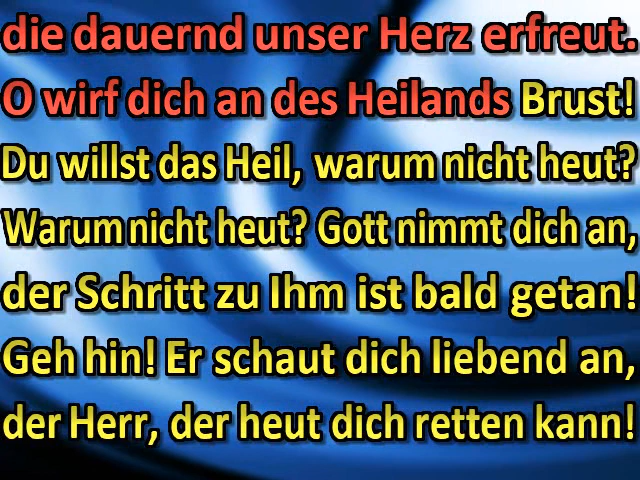 die dauernd unser Herz erfreut.
O wirf dich an des Heilands Brust!
Du willst das Heil, warum nicht heut?
Warum nicht heut? Gott nimmt dich an,
der Schritt zu Ihm ist bald getan!
Geh hin! Er schaut dich liebend an,
der Herr, der heut dich retten kann!